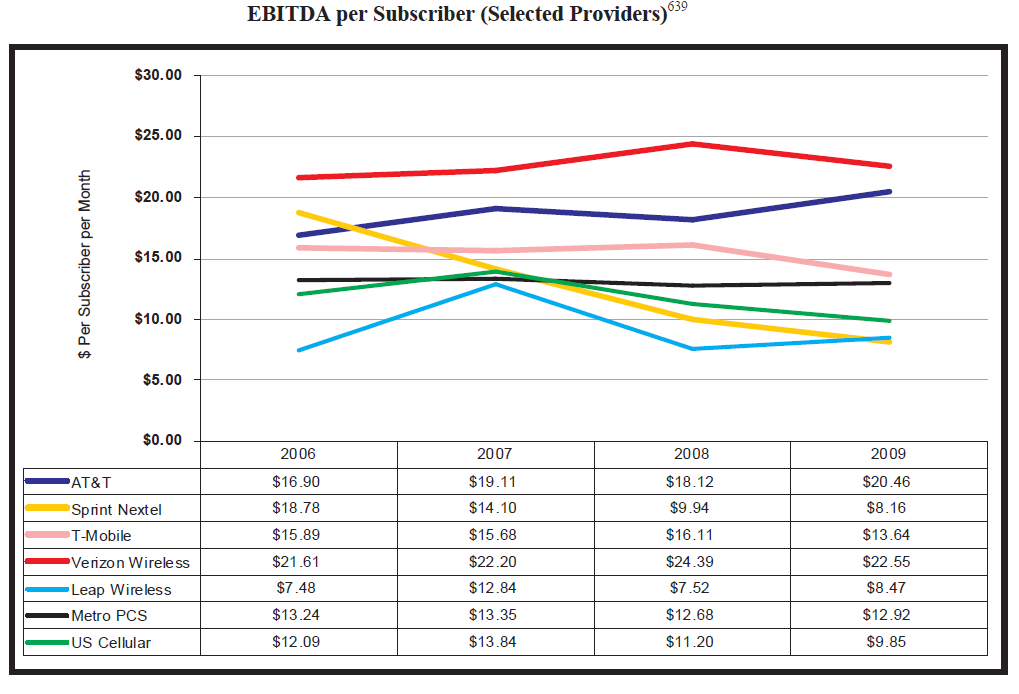 EBITDA per Subscriber (Selected Providers)639
$ Per Subscriber per Month
$30.00
$25.00
$20.00
$15.00
$10.00
$5.00
$0.00
2006 2007 2008 2009
AT&T $16.90 $19.11 $18.12 $20.46
Sprint Nextel $18.78 $14.10 $9.94 $8.16
T-Mobile $15.89 $15.68 $16.11 $13.64
Verizon Wireless $21.61 $22.20 $24.39 $22.55
Leap Wireless $7.48 $12.84 $7.52 $8.47
Metro PCS $13.24 $13.35 $12.68 $12.92
US Cellular $12.09 $13.84 $11.20 $9.85